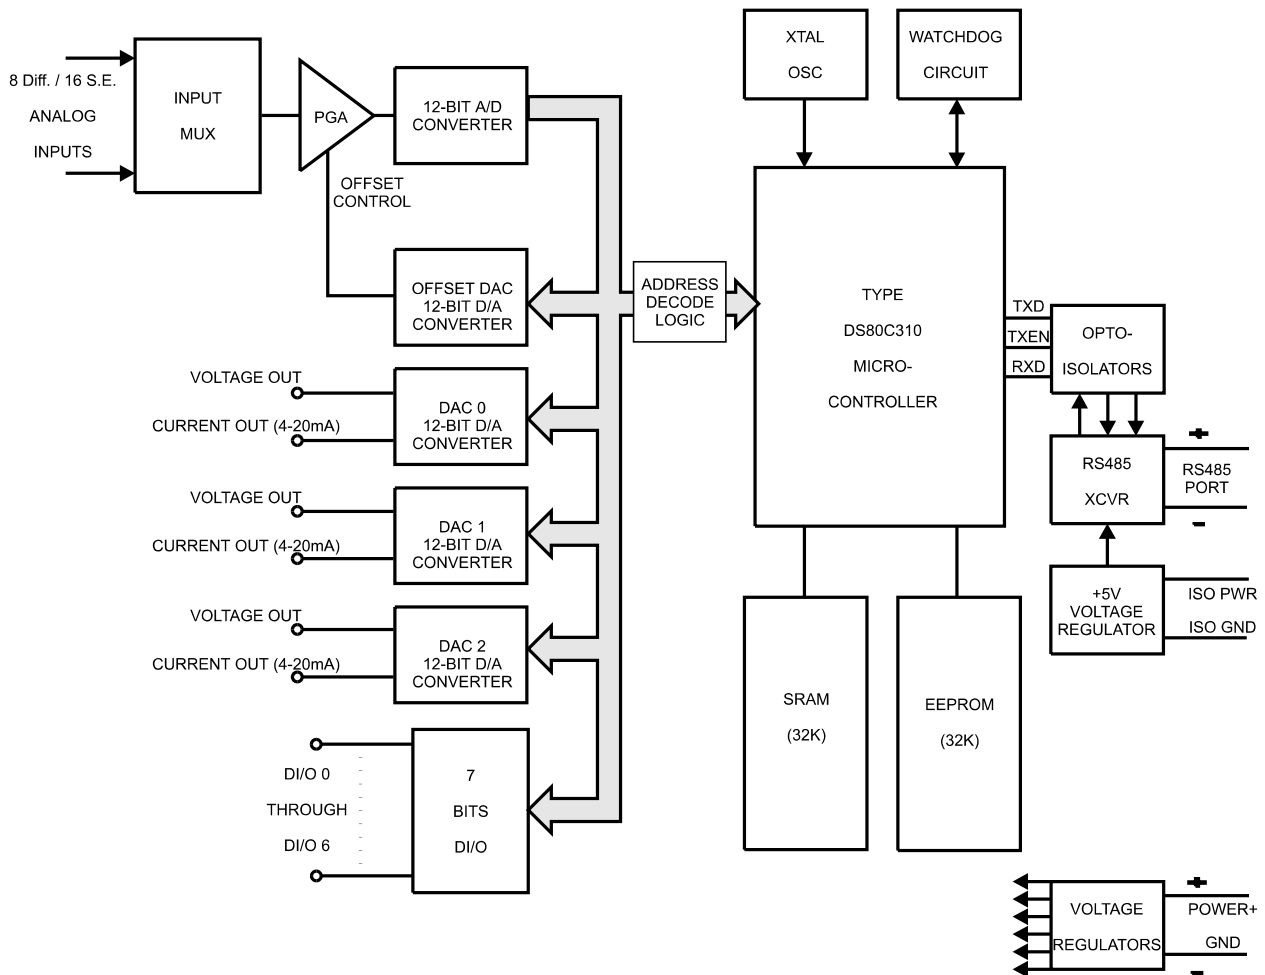 XTAL
OSC
WATCHDOG
CIRCUIT
8 Diff. / 16 S.E.
ANALOG
INPUTS
INPUT
MUX
PGA
12-BIT A/D
CONVERTER
OFFSET
CONTROL
OFFSET DAC
12-BIT D/A
CONVERTER
ADDRESS
DECODE
LOGIC
TYPE
DS80C310
MICRO-
CONTROLLER
TXD
TXEN
RXD
OPTO-
ISOLATORS
VOLTAGE OUT
CURRENT OUT (4-20mA)
DAC 0
12-BIT D/A
CONVERTER
RS485
XCVR
+
RS485
PORT
-
VOLTAGE OUT
CURRENT OUT (4-20mA)
DAC 1
12-BIT D/A
CONVERTER
+5V
VOLTAGE
REGULATOR
ISO PWR
ISO GND
VOLTAGE OUT
CURRENT OUT (4-20mA)
DAC 2
12-BIT D/A
CONVERTER
SRAM
(32K)
EEPROM
(32K)
DI/O 0
THROUGH
DI/O 6
7
BITS
DI/O
VOLTAGE
REGULATORS
+
POWER+
GND
-